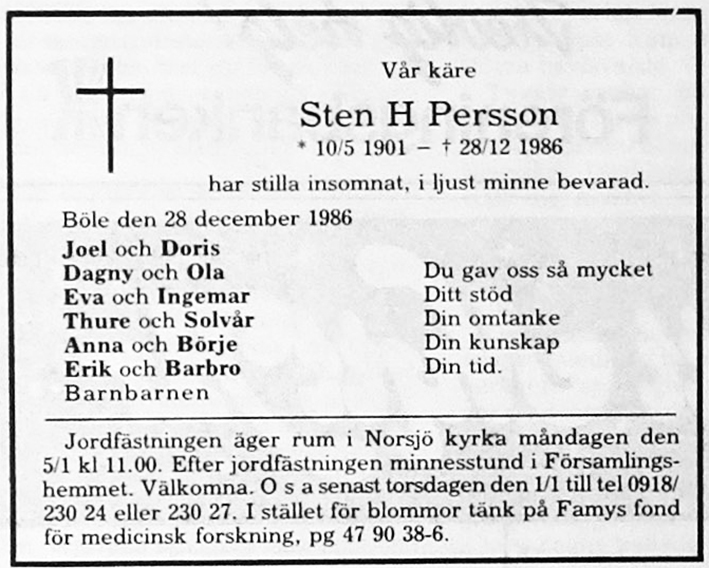 Vår käre
Sten H Persson
* 10/5 1901 – † 28/12 1986
har stilla insomnat, i ljust minne bevarad.
Böle den 28 december 1986
Joel och Doris
Dagny och Ola
Eva och Ingemar
Thure och Solvår
Anna och Börje
Erik och Barbro
Barnbarnen
Du gav oss så mycket
Ditt stöd
Din omtanke
Din kunskap
Din tid.
Jordfästningen äger rum i Norsjö kyrka måndagen den
5/1 kl 11.00. Efter jordfästningen minnesstund i Församlings-
hemmet. Välkomna. O s a senast torsdagen den 1/1 till tel 0918/
230 24 eller 230 27. I stället för blommor tänk på Famys fond
för medicinsk forskning, pg 47 90 38-6.